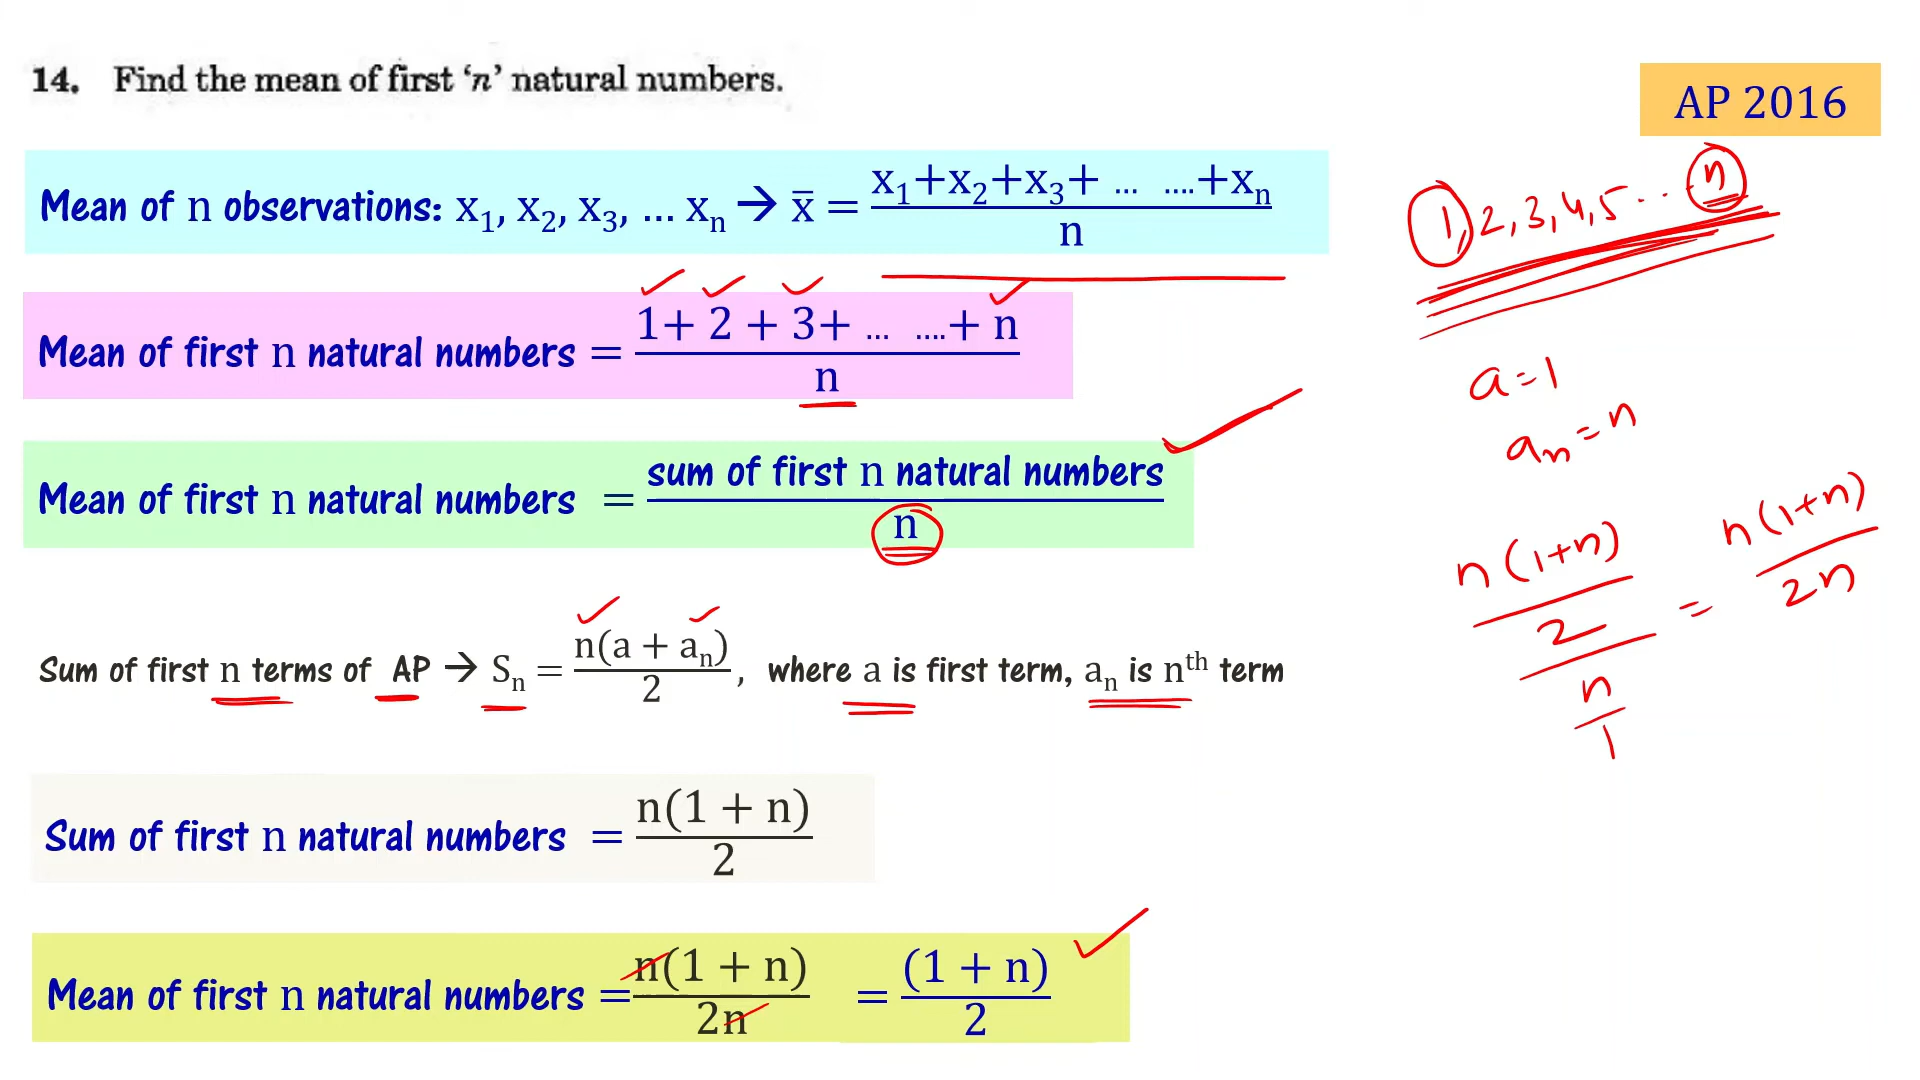 14. Find the mean of first ‘n’ natural numbers.
AP 2016
Mean of n observations: x₁, x₂, x₃, ... xₙ → x̄ = (x₁+x₂+x₃+ ... ....+xₙ)/n
1, 2, 3, 4, 5 - - - n
Mean of first n natural numbers = (1+ 2 + 3+ ... ....+ n)/n
a = 1
aₙ = n
Mean of first n natural numbers = (sum of first n natural numbers)/n
(n(1+n)/2)/(n/1) = n(1+n)/2n
Sum of first n terms of AP → Sₙ = n(a + aₙ)/2, where a is first term, aₙ is nᵗʰ term
Sum of first n natural numbers = n(1 + n)/2
Mean of first n natural numbers = n(1 + n)/2n = (1 + n)/2